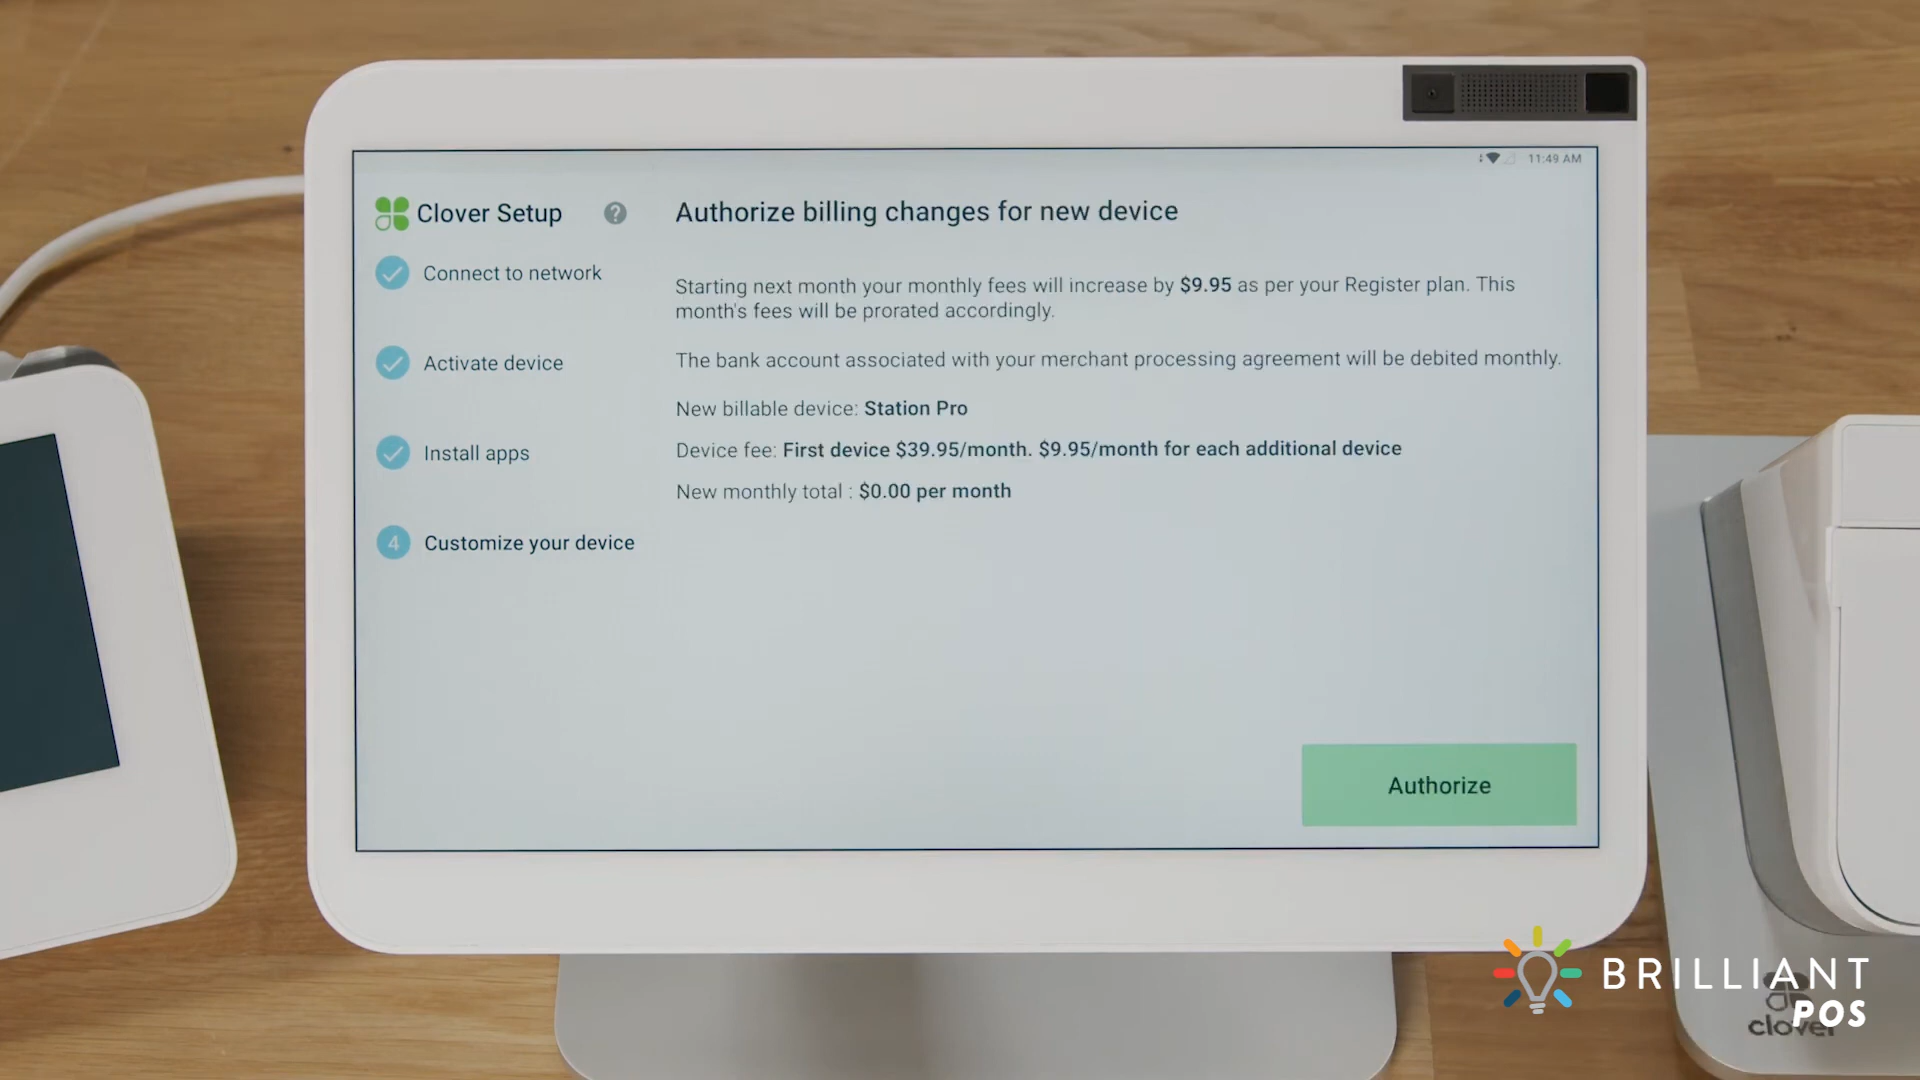 11:49 AM
Clover Setup
?
Connect to network
Activate device
Install apps
4
Customize your device
Authorize billing changes for new device
Starting next month your monthly fees will increase by $9.95 as per your Register plan. This
month's fees will be prorated accordingly.
The bank account associated with your merchant processing agreement will be debited monthly.
New billable device: Station Pro
Device fee: First device $39.95/month. $9.95/month for each additional device
New monthly total : $0.00 per month
Authorize
BRILLIANT
POS
clover